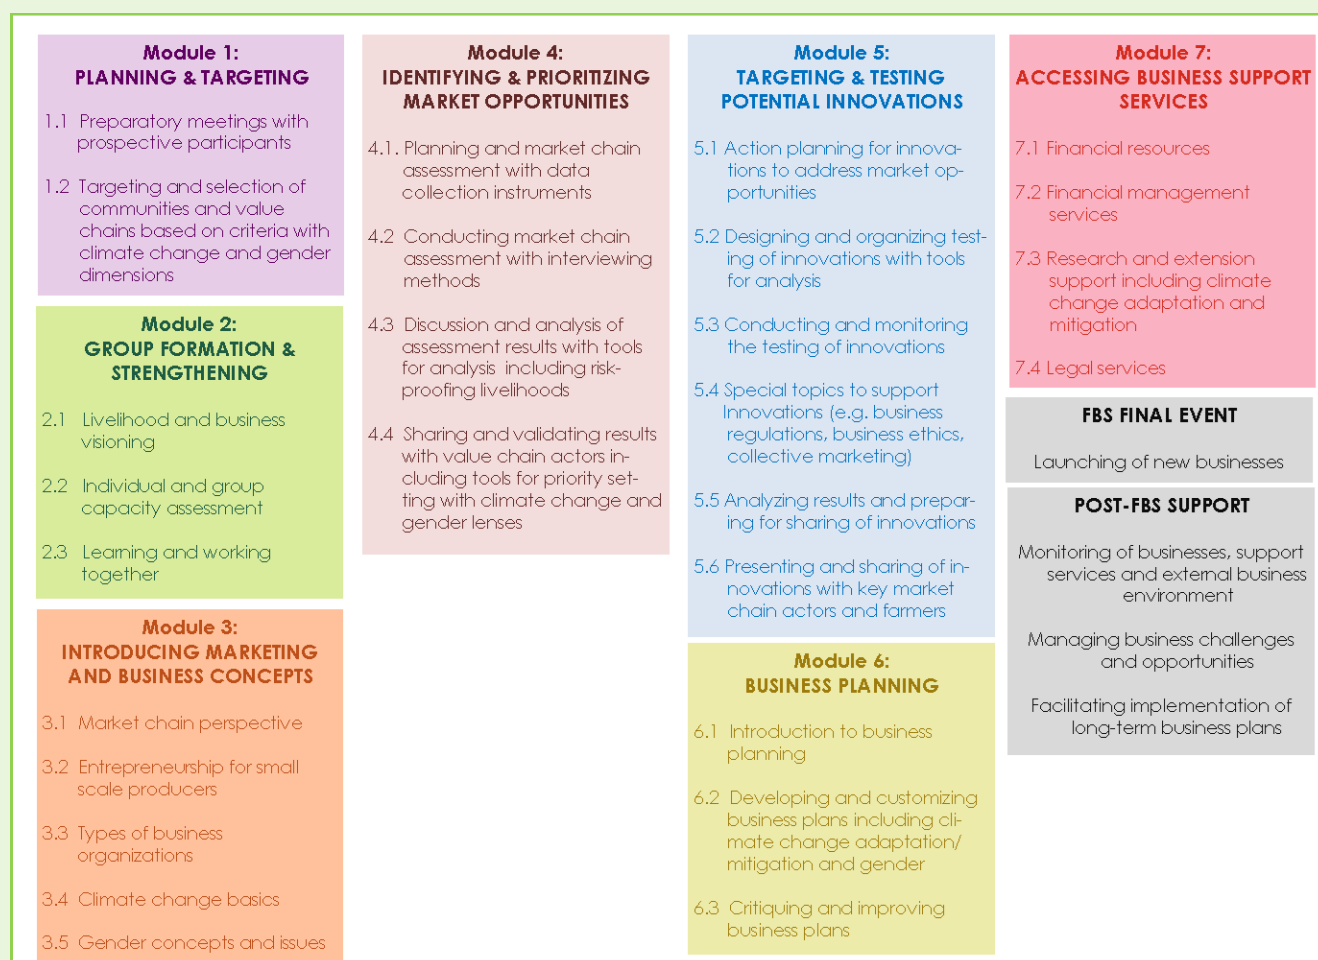 Module 1:
PLANNING & TARGETING
1.1 Preparatory meetings with
prospective participants
1.2 Targeting and selection of
communities and value
chains based on criteria with
climate change and gender
dimensions
Module 2:
GROUP FORMATION &
STRENGTHENING
2.1 Livelihood and business
visioning
2.2 Individual and group
capacity assessment
2.3 Learning and working
together
Module 3:
INTRODUCING MARKETING
AND BUSINESS CONCEPTS
3.1 Market chain perspective
3.2 Entrepreneurship for small
scale producers
3.3 Types of business
organizations
3.4 Climate change basics
3.5 Gender concepts and issues
Module 4:
IDENTIFYING & PRIORITIZING
MARKET OPPORTUNITIES
4.1. Planning and market chain
assessment with data
collection instruments
4.2 Conducting market chain
assessment with interviewing
methods
4.3 Discussion and analysis of
assessment results with tools
for analysis including risk-
proofing livelihoods
4.4 Sharing and validating results
with value chain actors in-
cluding tools for priority set-
ting with climate change and
gender lenses
Module 5:
TARGETING & TESTING
POTENTIAL INNOVATIONS
5.1 Action planning for innova-
tions to address market op-
portunities
5.2 Designing and organizing test-
ing of innovations with tools
for analysis
5.3 Conducting and monitoring
the testing of innovations
5.4 Special topics to support
Innovations (e.g. business
regulations, business ethics,
collective marketing)
5.5 Analyzing results and prepar-
ing for sharing of innovations
5.6 Presenting and sharing of in-
novations with key market
chain actors and farmers
Module 6:
BUSINESS PLANNING
6.1 Introduction to business
planning
6.2 Developing and customizing
business plans including cli-
mate change adaptation/
mitigation and gender
6.3 Critiquing and improving
business plans
Module 7:
ACCESSING BUSINESS SUPPORT
SERVICES
7.1 Financial resources
7.2 Financial management
services
7.3 Research and extension
support including climate
change adaptation and
mitigation
7.4 Legal services
FBS FINAL EVENT
Launching of new businesses
POST-FBS SUPPORT
Monitoring of businesses, support
services and external business
environment
Managing business challenges
and opportunities
Facilitating implementation of
long-term business plans